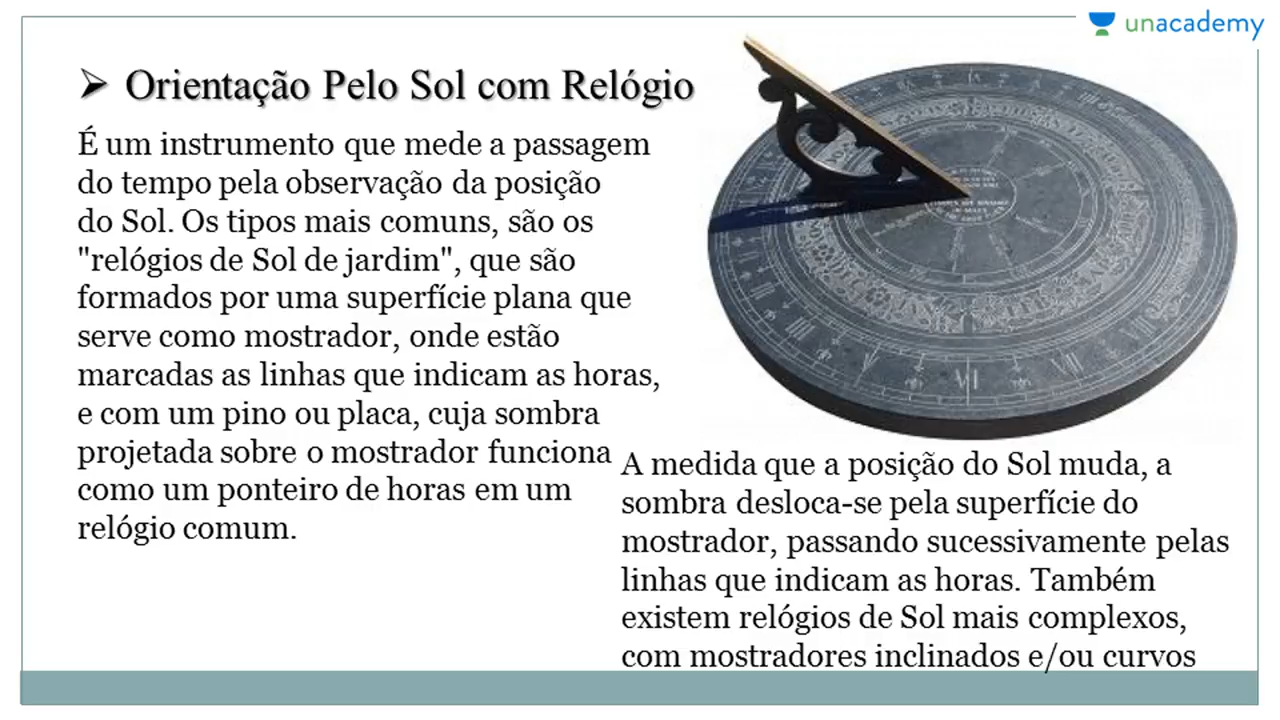 unacademy
Orientação Pelo Sol com Relógio
É um instrumento que mede a passagem
do tempo pela observação da posição
do Sol. Os tipos mais comuns, são os
"relógios de Sol de jardim", que são
formados por uma superfície plana que
serve como mostrador, onde estão
marcadas as linhas que indicam as horas,
e com um pino ou placa, cuja sombra
projetada sobre o mostrador funciona
como um ponteiro de horas em um
relógio comum.
A medida que a posição do Sol muda, a
sombra desloca-se pela superfície do
mostrador, passando sucessivamente pelas
linhas que indicam as horas. Também
existem relógios de Sol mais complexos,
com mostradores inclinados e/ou curvos